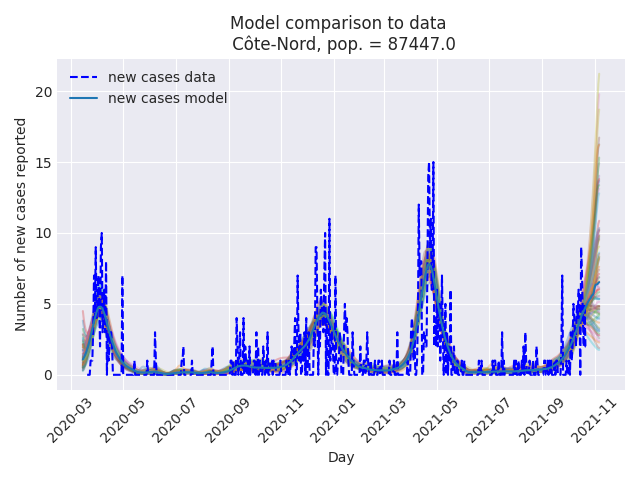 Model comparison to data
Côte-Nord, pop. = 87447.0
new cases data
new cases model
Number of new cases reported
20
15
10
5
0
2020-03
2020-05
2020-07
2020-09
2020-11
2021-01
2021-03
2021-05
2021-07
2021-09
2021-11
Day